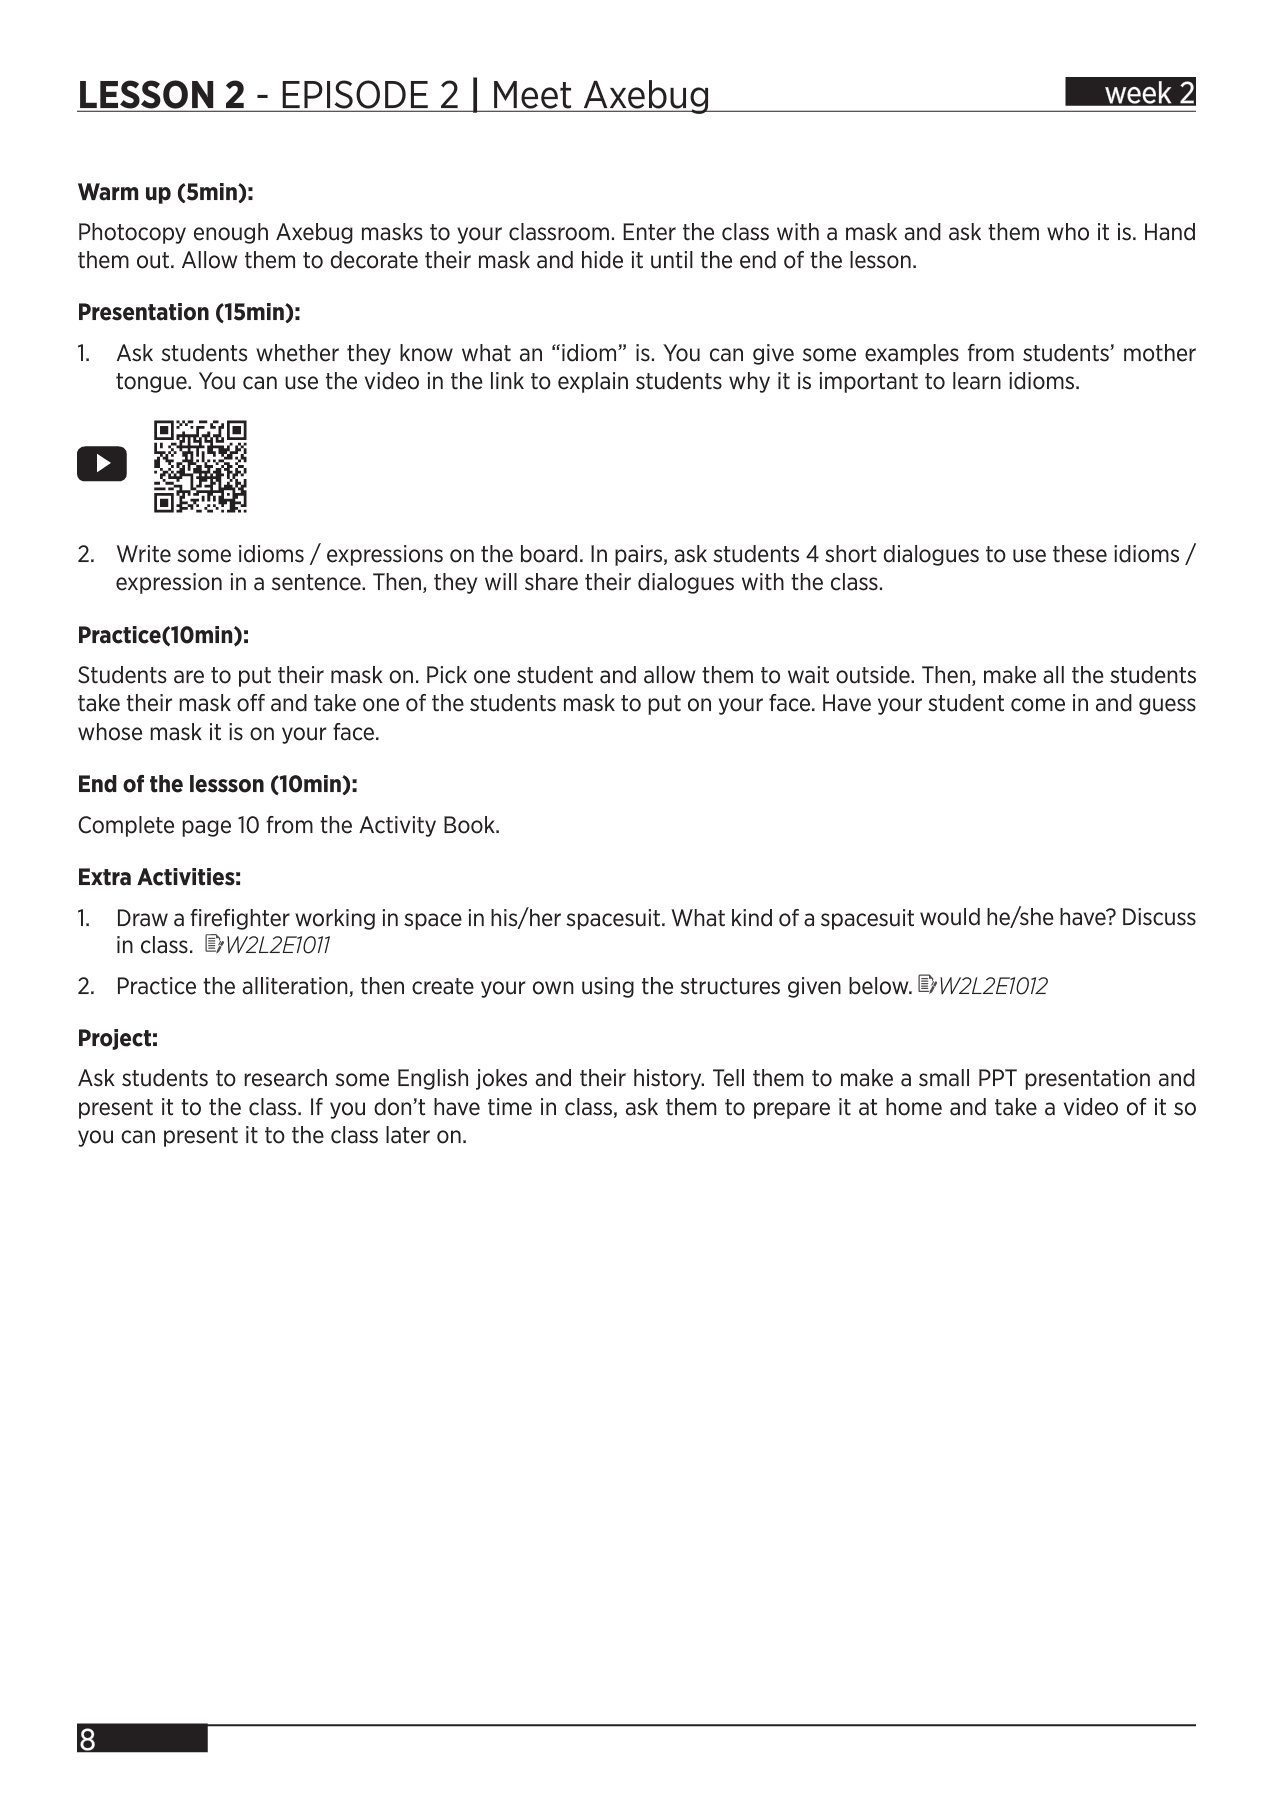 LESSON 2 - EPISODE 2 | Meet Axebug
week 2
Warm up (5min):
Photocopy enough Axebug masks to your classroom. Enter the class with a mask and ask them who it is. Hand
them out. Allow them to decorate their mask and hide it until the end of the lesson.
Presentation (15min):
1. Ask students whether they know what an “idiom” is. You can give some examples from students’ mother
tongue. You can use the video in the link to explain students why it is important to learn idioms.
2. Write some idioms / expressions on the board. In pairs, ask students 4 short dialogues to use these idioms /
expression in a sentence. Then, they will share their dialogues with the class.
Practice(10min):
Students are to put their mask on. Pick one student and allow them to wait outside. Then, make all the students
take their mask off and take one of the students mask to put on your face. Have your student come in and guess
whose mask it is on your face.
End of the lessson (10min):
Complete page 10 from the Activity Book.
Extra Activities:
1. Draw a firefighter working in space in his/her spacesuit. What kind of a spacesuit would he/she have? Discuss
in class. W2L2E1011
2. Practice the alliteration, then create your own using the structures given below. W2L2E1012
Project:
Ask students to research some English jokes and their history. Tell them to make a small PPT presentation and
present it to the class. If you don’t have time in class, ask them to prepare it at home and take a video of it so
you can present it to the class later on.
8